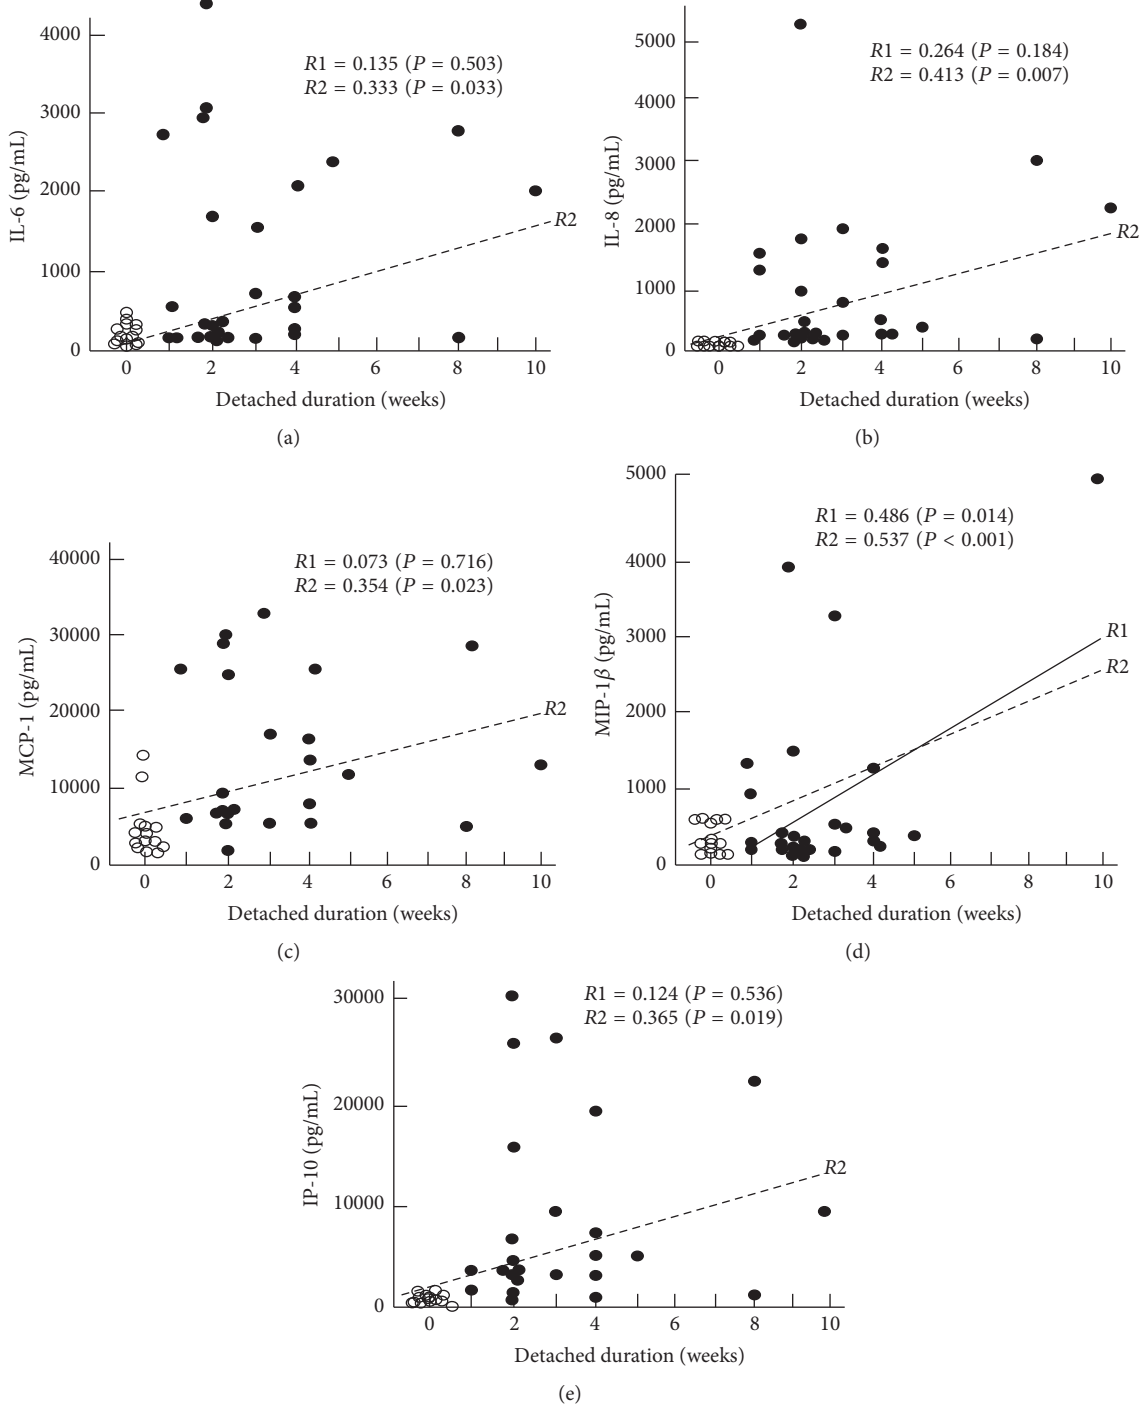 4000
3000
2000
1000
0
IL-6 (pg/mL)
R1 = 0.135 (P = 0.503)
R2 = 0.333 (P = 0.033)
R2
0 2 4 6 8 10
Detached duration (weeks)
(a)
5000
4000
3000
2000
1000
0
IL-8 (pg/mL)
R1 = 0.264 (P = 0.184)
R2 = 0.413 (P = 0.007)
R2
0 2 4 6 8 10
Detached duration (weeks)
(b)
40000
30000
20000
10000
0
MCP-1 (pg/mL)
R1 = 0.073 (P = 0.716)
R2 = 0.354 (P = 0.023)
R2
0 2 4 6 8 10
Detached duration (weeks)
(c)
5000
4000
3000
2000
1000
0
MIP-1β (pg/mL)
R1 = 0.486 (P = 0.014)
R2 = 0.537 (P < 0.001)
R1
R2
0 2 4 6 8 10
Detached duration (weeks)
(d)
30000
20000
10000
0
IP-10 (pg/mL)
R1 = 0.124 (P = 0.536)
R2 = 0.365 (P = 0.019)
R2
0 2 4 6 8 10
Detached duration (weeks)
(e)